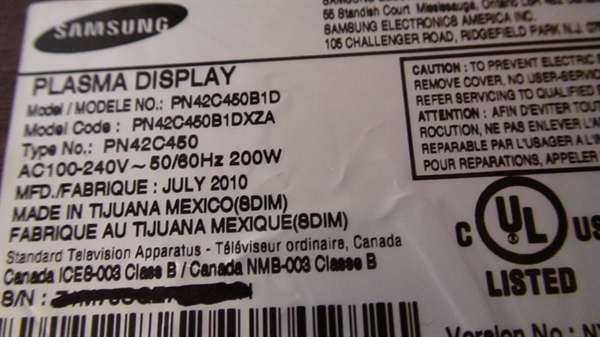 SAMSUNG
55 Standish Court Mississauga, Ontario
SAMSUNG ELECTRONICS AMERICA INC.
105 CHALLENGER ROAD, RIDGEFIELD PARK N.J.
PLASMA DISPLAY
Model / MODELE NO.: PN42C450B1D
Model Code : PN42C450B1DXZA
Type No.: PN42C450
AC100-240V~ 50/60Hz 200W
MFD./FABRIQUE : JULY 2010
MADE IN TIJUANA MEXICO(SDIM)
FABRIQUE AU TIJUANA MEXIQUE(SDIM)
Standard Television Apparatus - Téléviseur ordinaire, Canada
Canada ICES-003 Class B / Canada NMB-003 Classe B
S/N :
CAUTION : TO PREVENT ELECTRIC
REMOVE COVER. NO USER-SERVICE
REFER SERVICING TO QUALIFIED
ATTENTION : AFIN D'EVITER TOUT
ROCUTION, NE PAS ENLEVER
REPARABLE PAR L'USAGER A L'I
POUR REPARATIONS, APPELER
C UL US
LISTED
Version No : N